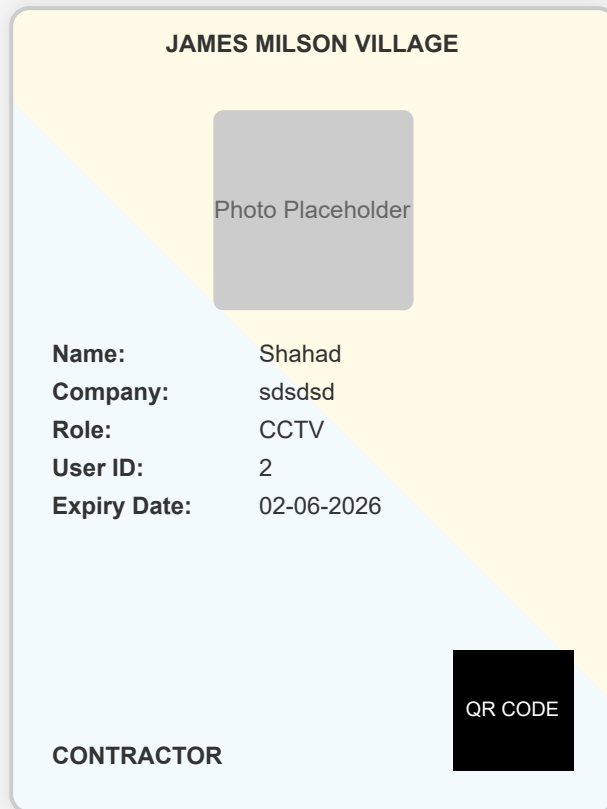 JAMES MILSON VILLAGE
Photo Placeholder
Name: Shahad
Company: sdsdsd
Role: CCTV
User ID: 2
Expiry Date: 02-06-2026
QR CODE
CONTRACTOR